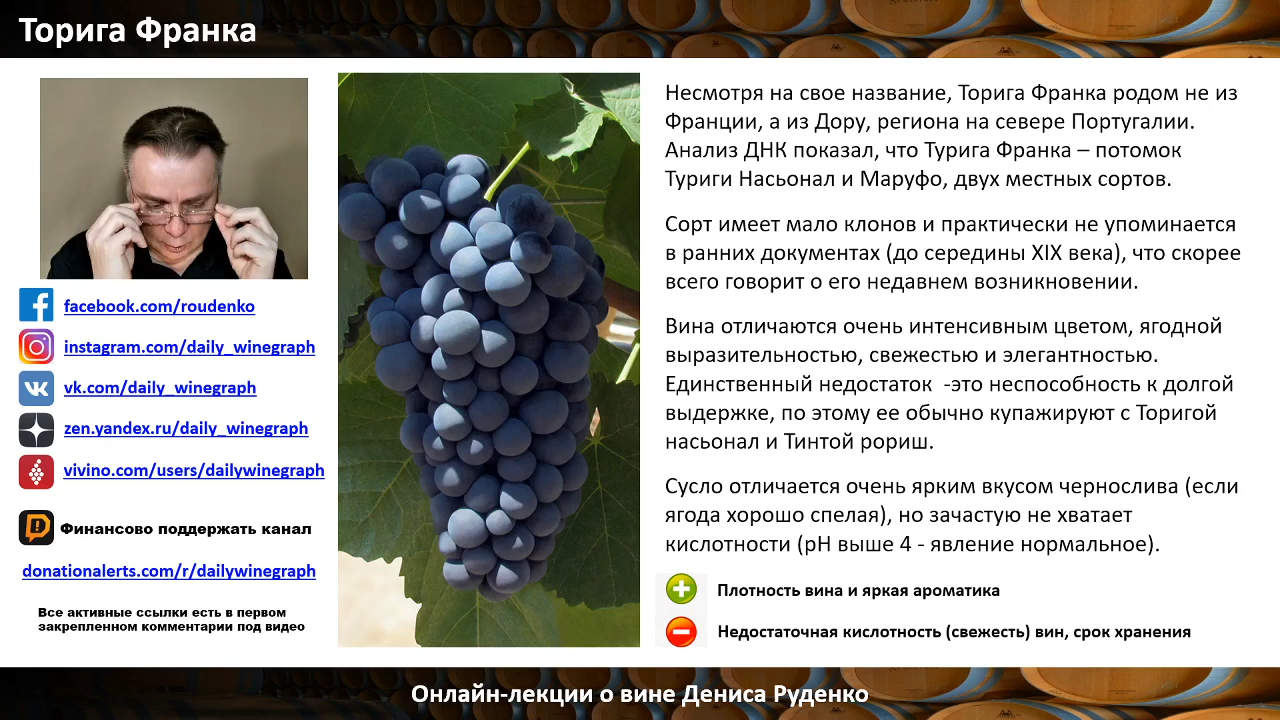 Торига Франка
facebook.com/roudenko
instagram.com/daily_winegraph
vk.com/daily_winegraph
zen.yandex.ru/daily_winegraph
vivino.com/users/dailywinegraph
Финансово поддержать канал
donationalerts.com/r/dailywinegraph
Все активные ссылки есть в первом
закрепленном комментарии под видео
Несмотря на свое название, Торига Франка родом не из
Франции, а из Дору, региона на севере Португалии.
Анализ ДНК показал, что Турига Франка – потомок
Туриги Насьонал и Маруфо, двух местных сортов.
Сорт имеет мало клонов и практически не упоминается
в ранних документах (до середины XIX века), что скорее
всего говорит о его недавнем возникновении.
Вина отличаются очень интенсивным цветом, ягодной
выразительностью, свежестью и элегантностью.
Единственный недостаток  -это неспособность к долгой
выдержке, по этому ее обычно купажируют с Торигой
насьонал и Тинтой рориш.
Сусло отличается очень ярким вкусом чернослива (если
ягода хорошо спелая), но зачастую не хватает
кислотности (pH выше 4 - явление нормальное).
Плотность вина и яркая ароматика
Недостаточная кислотность (свежесть) вин, срок хранения
Онлайн-лекции о вине Дениса Руденко